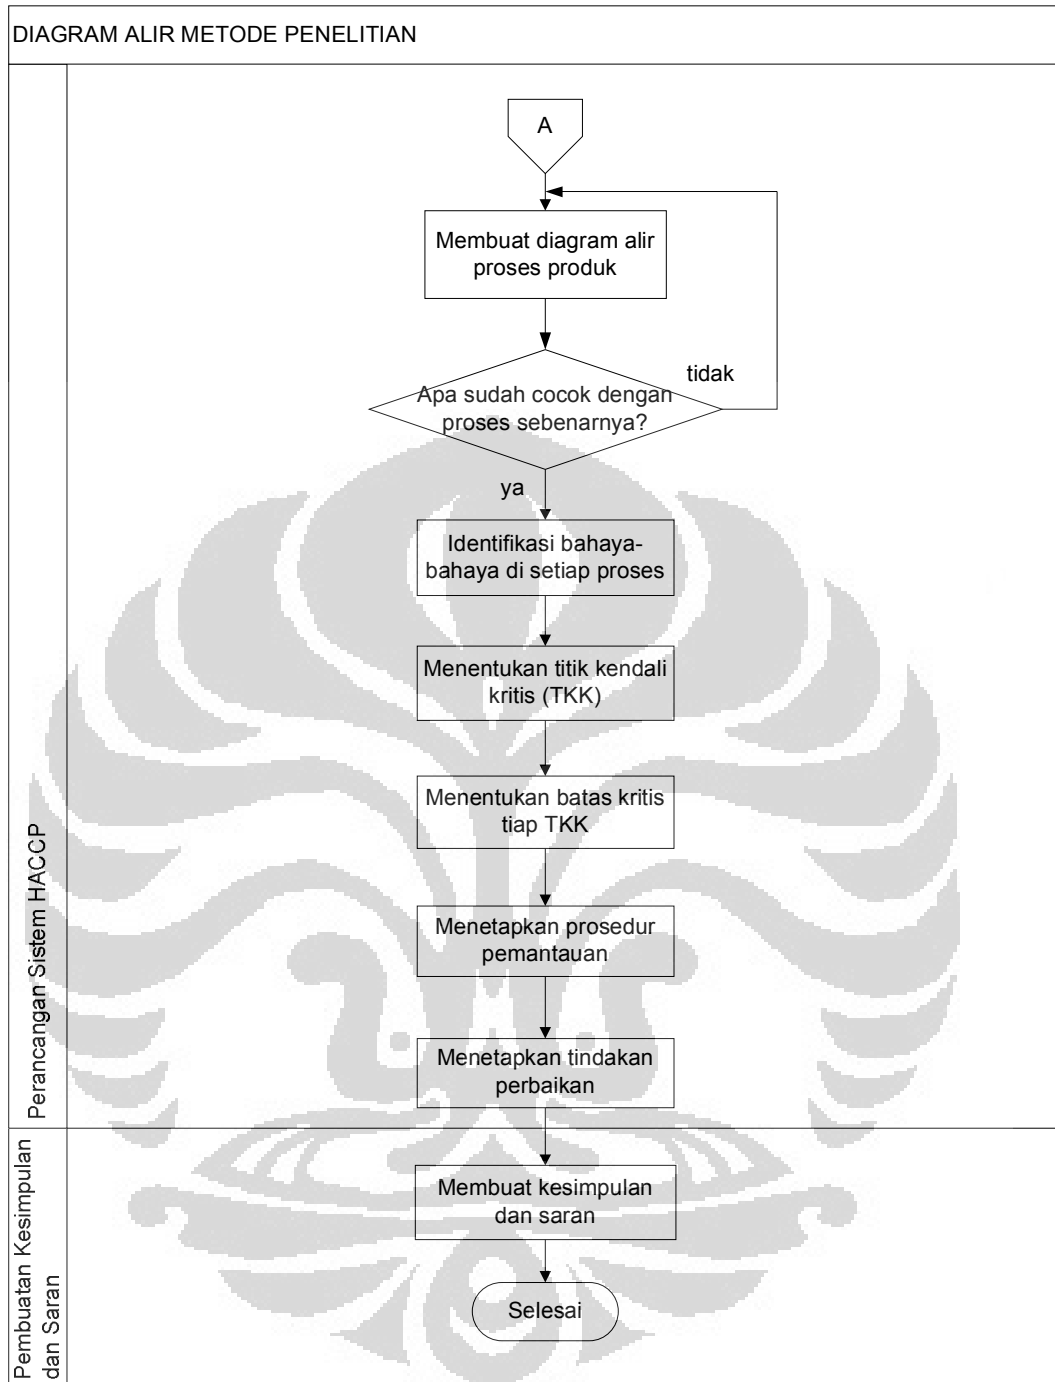 DIAGRAM ALIR METODE PENELITIAN
A
Membuat diagram alir
proses produk
tidak
Apa sudah cocok dengan
proses sebenarnya?
ya
Identifikasi bahaya-
bahaya di setiap proses
Menentukan titik kendali
kritis (TKK)
Menentukan batas kritis
tiap TKK
Menetapkan prosedur
pemantauan
Menetapkan tindakan
perbaikan
Perancangan Sistem HACCP
Membuat kesimpulan
dan saran
Selesai
Pembuatan Kesimpulan
dan Saran